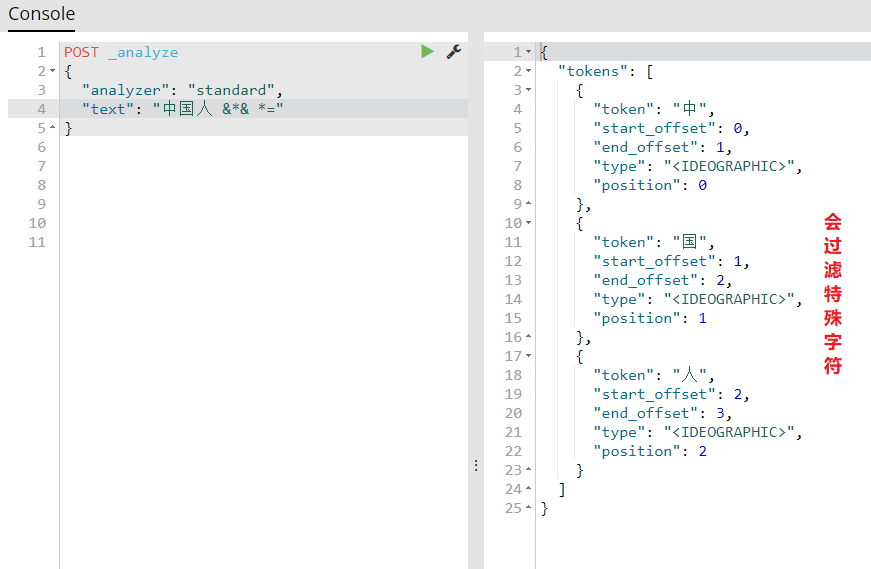 Console
1 POST _analyze
2 {
3 "analyzer": "standard",
4 "text": "中国人 &*& *="
5 }
6
7
8
9
10
11
1 {
2 "tokens": [
3 {
4 "token": "中",
5 "start_offset": 0,
6 "end_offset": 1,
7 "type": "<IDEOGRAPHIC>",
8 "position": 0
9 },
10 {
11 "token": "国",
12 "start_offset": 1,
13 "end_offset": 2,
14 "type": "<IDEOGRAPHIC>",
15 "position": 1
16 },
17 {
18 "token": "人",
19 "start_offset": 2,
20 "end_offset": 3,
21 "type": "<IDEOGRAPHIC>",
22 "position": 2
23 }
24 ]
25 }
会过滤特殊字符